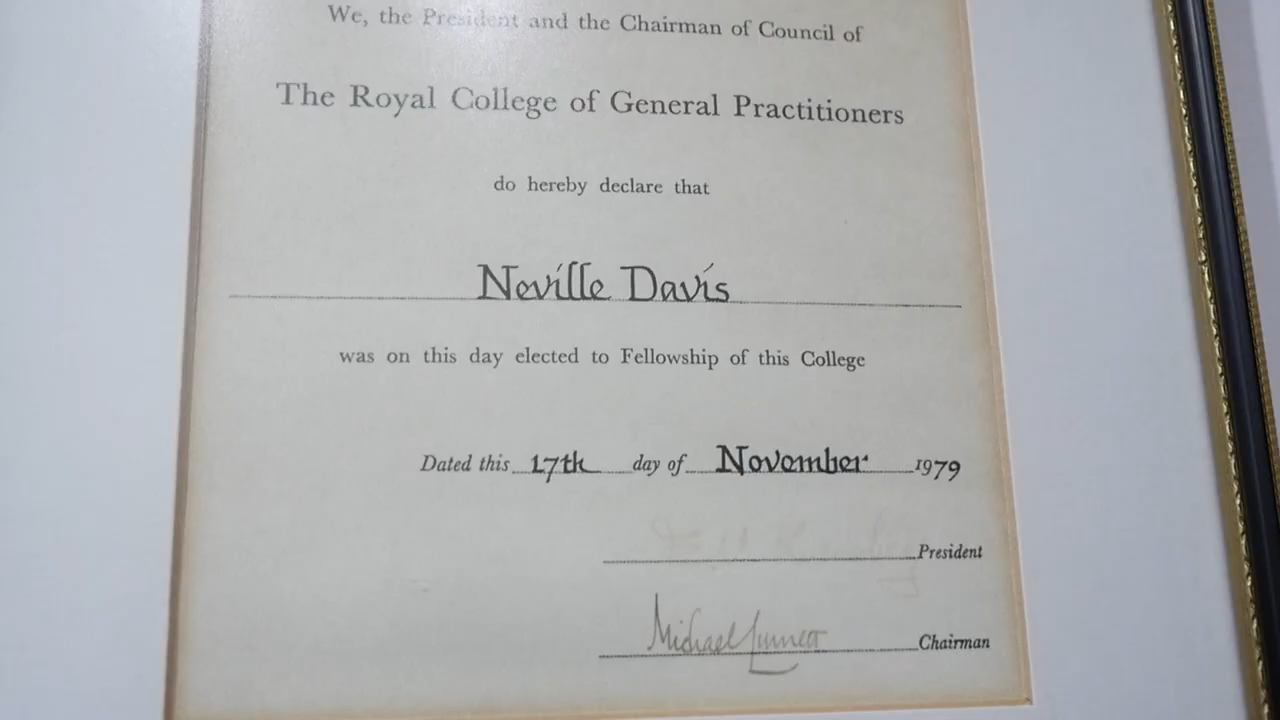 We, the President and the Chairman of Council of
The Royal College of General Practitioners
do hereby declare that
Neville Davis
was on this day elected to Fellowship of this College
Dated this 17th day of November 1979
President
Michael Chairman